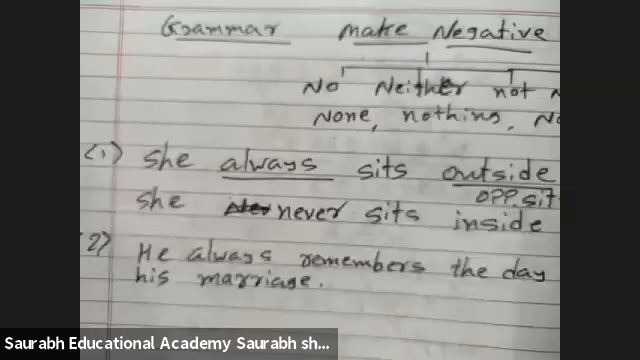 Grammar make Negative
No Neither not
None, nothing,
(1) she always sits outside
opp. sit
she never sits inside
2) He always remembers the day
his marriage.
Saurabh Educational Academy Saurabh sh...